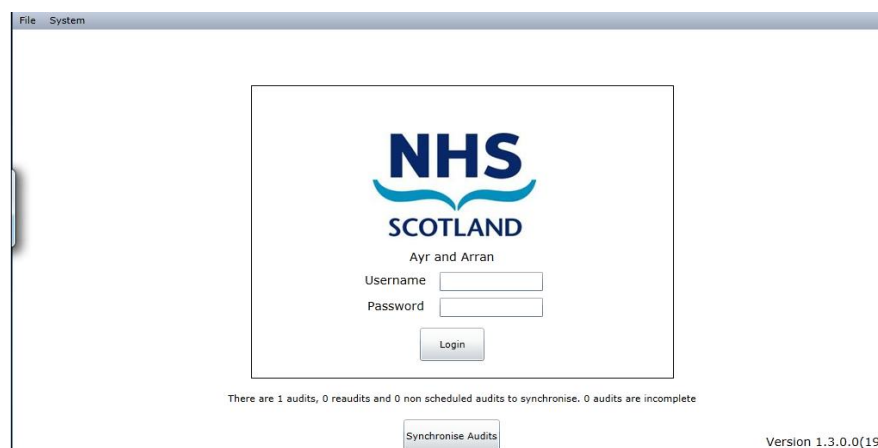 File System
NHS
SCOTLAND
Ayr and Arran
Username
Password
Login
There are 1 audits, 0 reaudits and 0 non scheduled audits to synchronise. 0 audits are incomplete
Synchronise Audits
Version 1.3.0.0(19